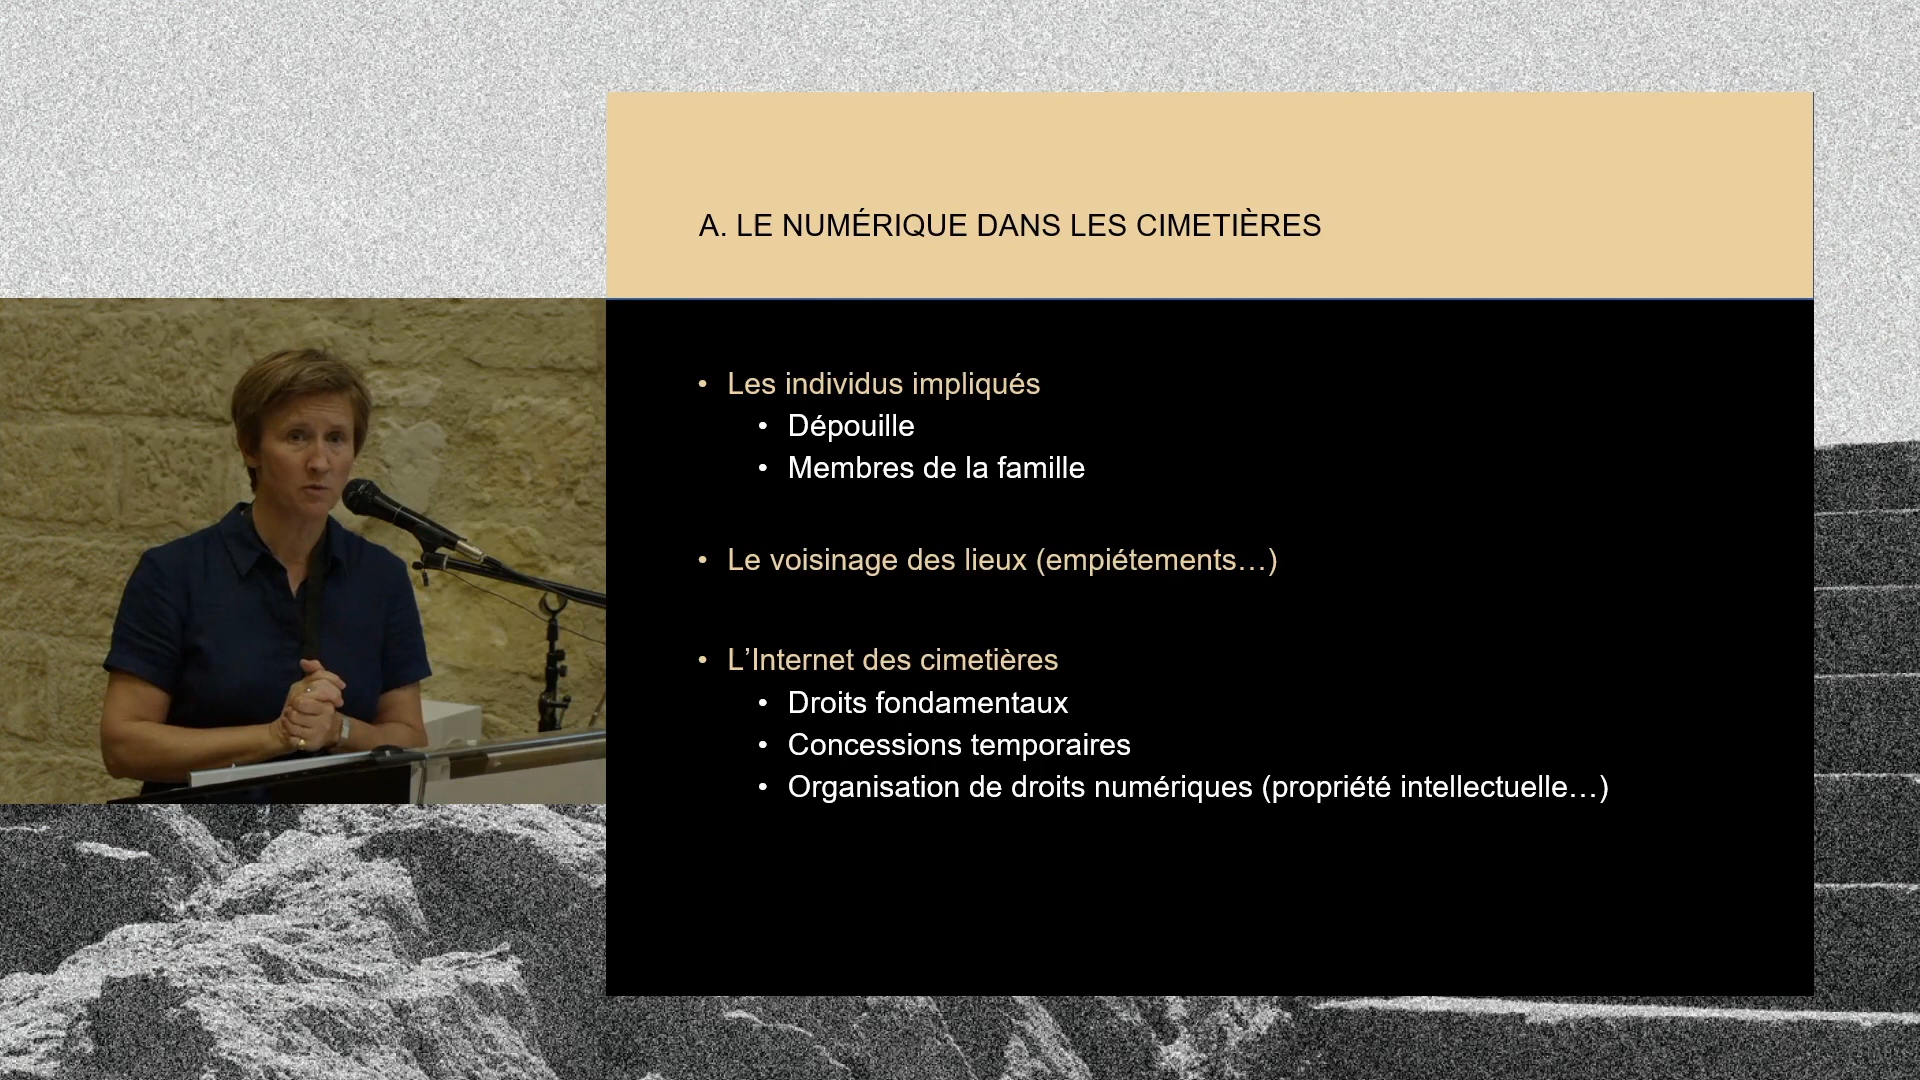 A. LE NUMÉRIQUE DANS LES CIMETIÈRES
• Les individus impliqués
• Dépouille
• Membres de la famille
• Le voisinage des lieux (empiétements…)
• L’Internet des cimetières
• Droits fondamentaux
• Concessions temporaires
• Organisation de droits numériques (propriété intellectuelle…)